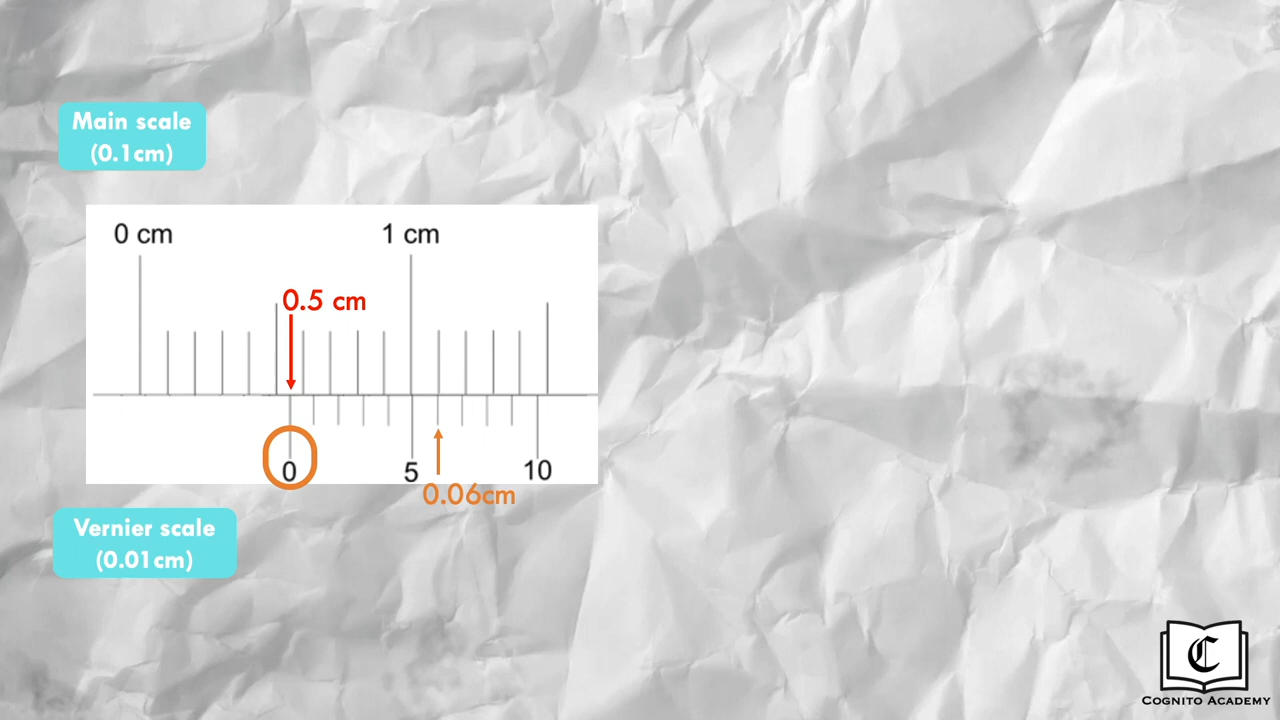 Main scale
(0.1cm)
0 cm
1 cm
0.5 cm
0
5
10
0.06cm
Vernier scale
(0.01cm)
C
COGNITO ACADEMY